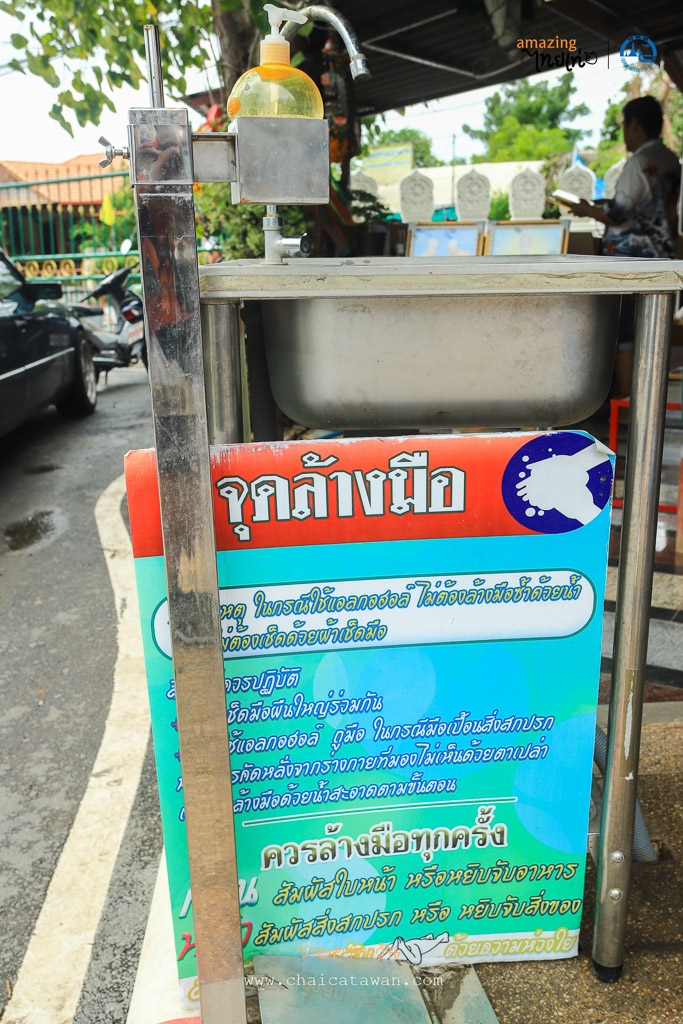 amazing
ไทยเท่
จุดล้างมือ
เหตุ ในกรณีใช้แอลกอฮอล์ ไม่ต้องล้างมือซ้ำด้วยน้ำ
ต้องเช็ดด้วยผ้าเช็ดมือ
ควรปฏิบัติ
เช็ดมือผืนใหญ่ร่วมกัน
ใช้แอลกอฮอล์ ถูมือ ในกรณีมือเปื้อนสิ่งสกปรก
คัดหลั่งจากร่างกายที่มองไม่เห็นด้วยตาเปล่า
ล้างมือด้วยน้ำสะอาดตามขั้นตอน
ควรล้างมือทุกครั้ง
สัมผัสใบหน้า หรือหยิบจับอาหาร
สัมผัสสิ่งสกปรก หรือ หยิบจับสิ่งของ
ด้วยความห่วงใย
www.chaicatawan.com